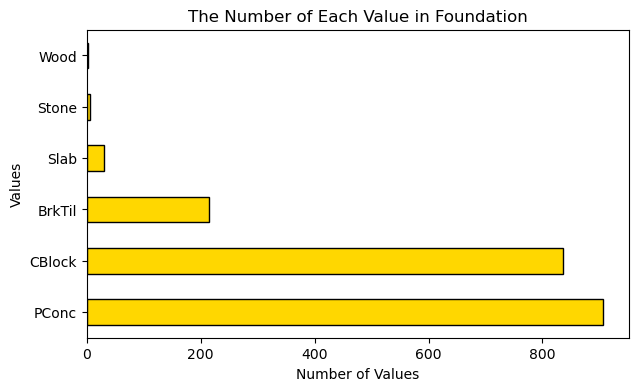 The Number of Each Value in Foundation
Values
Wood
Stone
Slab
BrkTil
CBlock
PConc
0 200 400 600 800
Number of Values